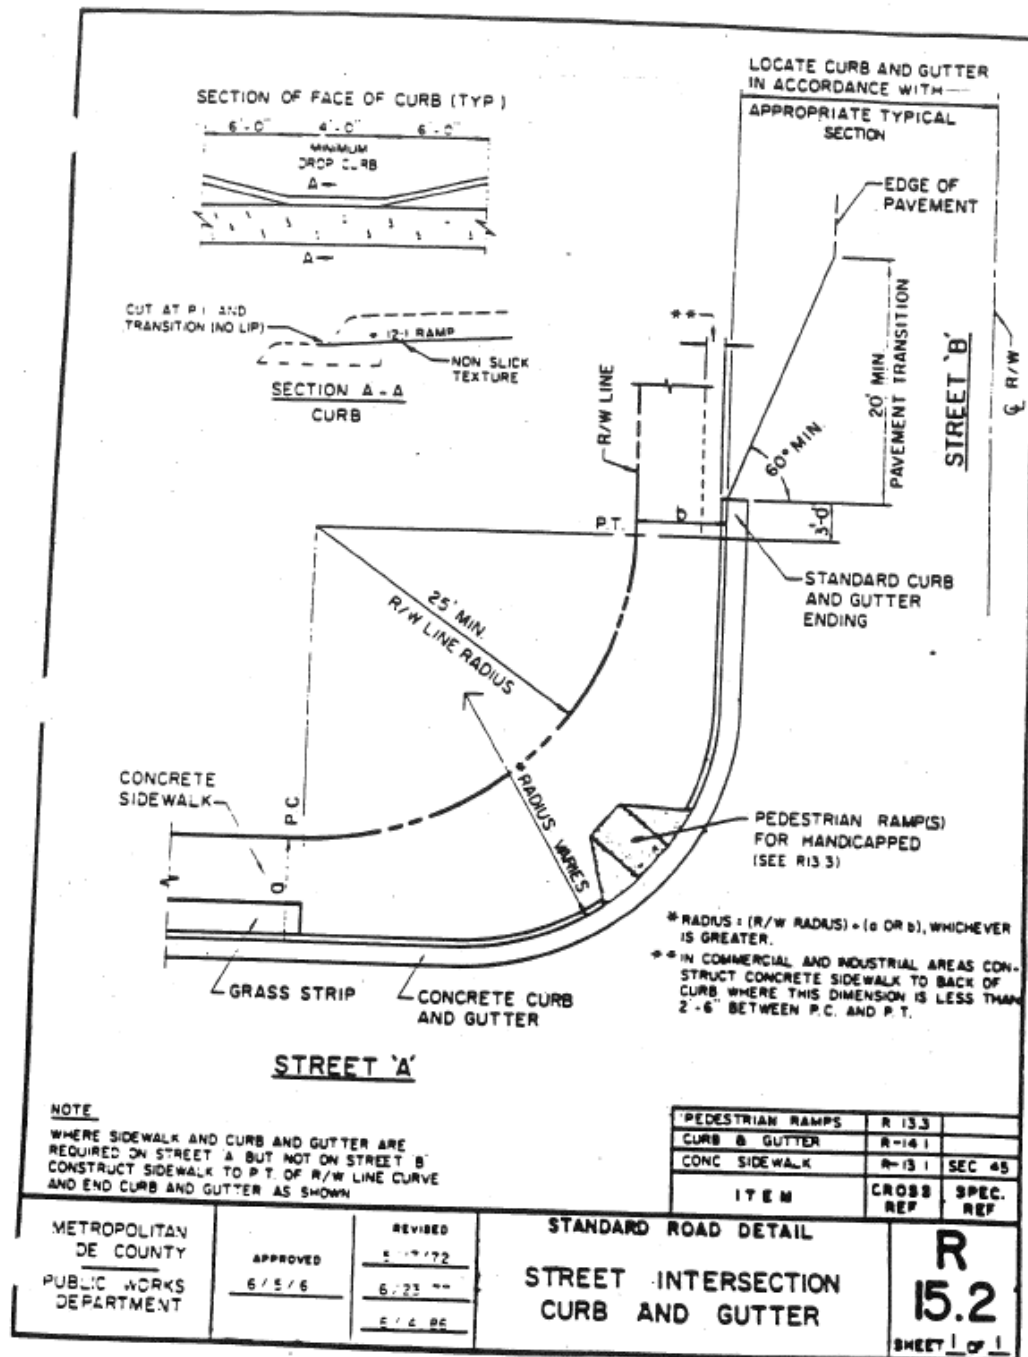 LOCATE CURB AND GUTTER
IN ACCORDANCE WITH
APPROPRIATE TYPICAL
SECTION
SECTION OF FACE OF CURB (TYP)
6'-0" 4'-0" 6'-0"
MINIMUM
DROP CURB
A
A
EDGE OF
PAVEMENT
CUT AT P.I. AND
TRANSITION (NO LIP)
12:1 RAMP
NON SLICK
TEXTURE
SECTION A-A
CURB
**
R/W LINE
20' MIN.
PAVEMENT TRANSITION
STREET 'B'
℄ R/W
60° MIN.
P.T.
b
3'-0"
STANDARD CURB
AND GUTTER
ENDING
25' MIN.
R/W LINE RADIUS
* RADIUS VARIES
CONCRETE
SIDEWALK
P.C.
a
PEDESTRIAN RAMP(S)
FOR HANDICAPPED
(SEE R13.3)
GRASS STRIP
CONCRETE CURB
AND GUTTER
* RADIUS = (R/W RADIUS) + (a OR b), WHICHEVER
IS GREATER.
** IN COMMERCIAL AND INDUSTRIAL AREAS CON-
STRUCT CONCRETE SIDEWALK TO BACK OF
CURB WHERE THIS DIMENSION IS LESS THAN
2'-6" BETWEEN P.C. AND P.T.
STREET 'A'
NOTE
WHERE SIDEWALK AND CURB AND GUTTER ARE
REQUIRED ON STREET 'A' BUT NOT ON STREET 'B'
CONSTRUCT SIDEWALK TO P.T. OF R/W LINE CURVE
AND END CURB AND GUTTER AS SHOWN
PEDESTRIAN RAMPS R 13.3
CURB & GUTTER R-14.1
CONC SIDEWALK R-13.1 SEC 45
ITEM CROSS REF SPEC. REF
METROPOLITAN
DE COUNTY
PUBLIC WORKS
DEPARTMENT
APPROVED
6/5/6
REVISED
STANDARD ROAD DETAIL
STREET INTERSECTION
CURB AND GUTTER
R
15.2
SHEET 1 OF 1